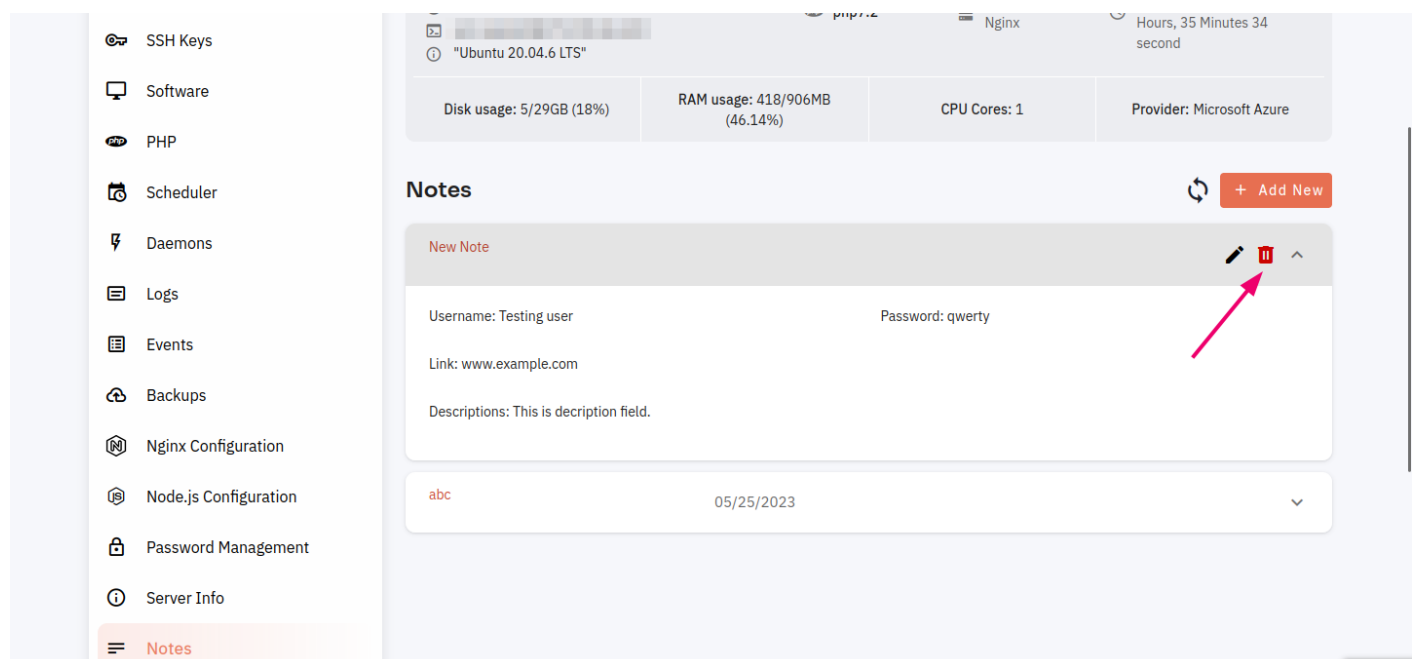 SSH Keys
Software
PHP
Scheduler
Daemons
Logs
Events
Backups
Nginx Configuration
Node.js Configuration
Password Management
Server Info
Notes
"Ubuntu 20.04.6 LTS"
php7.2
Nginx
Hours, 35 Minutes 34
second
Disk usage: 5/29GB (18%)
RAM usage: 418/906MB
(46.14%)
CPU Cores: 1
Provider: Microsoft Azure
Notes
+ Add New
New Note
Username: Testing user
Password: qwerty
Link: www.example.com
Descriptions: This is decription field.
abc
05/25/2023